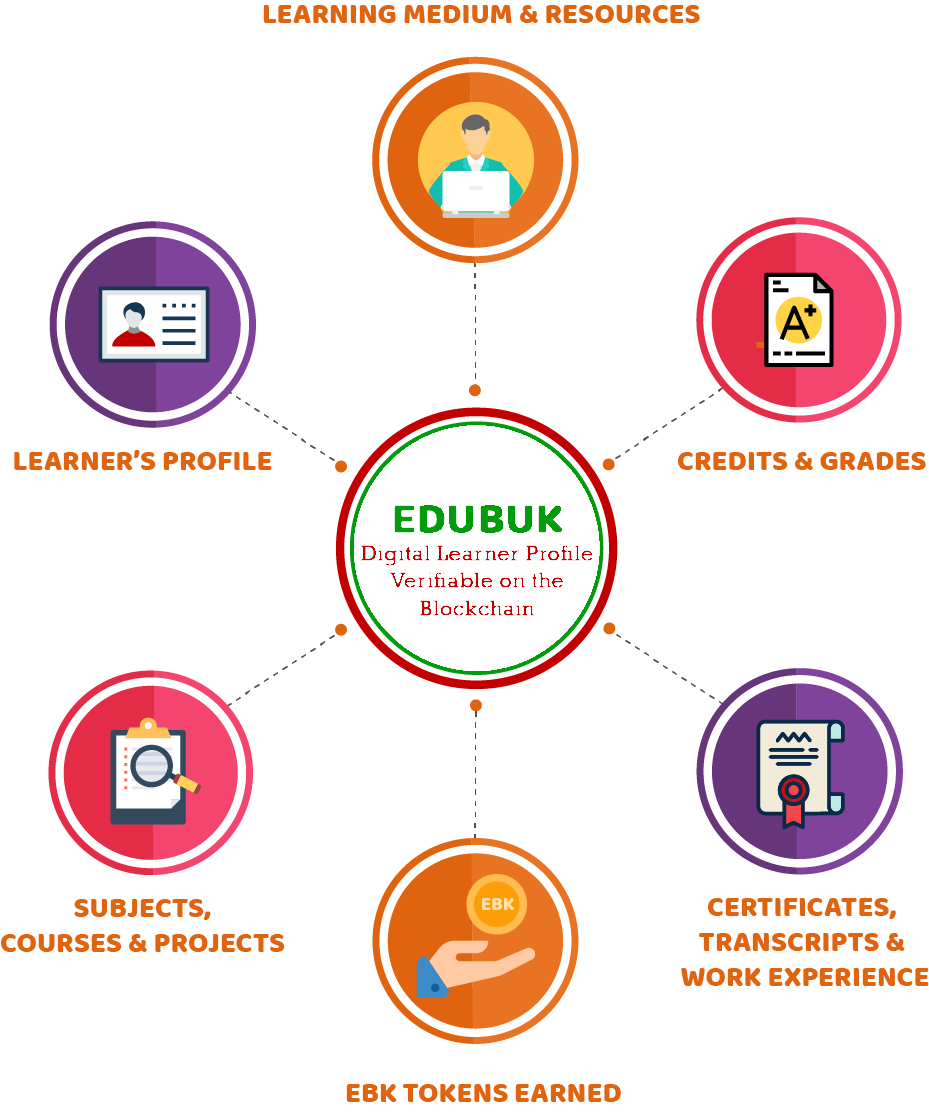 LEARNING MEDIUM & RESOURCES
A+
LEARNER'S PROFILE
CREDITS & GRADES
EDUBUK
Digital Learner Profile
Verifiable on the
Blockchain
SUBJECTS,
COURSES & PROJECTS
EBK
CERTIFICATES,
TRANSCRIPTS &
WORK EXPERIENCE
EBK TOKENS EARNED